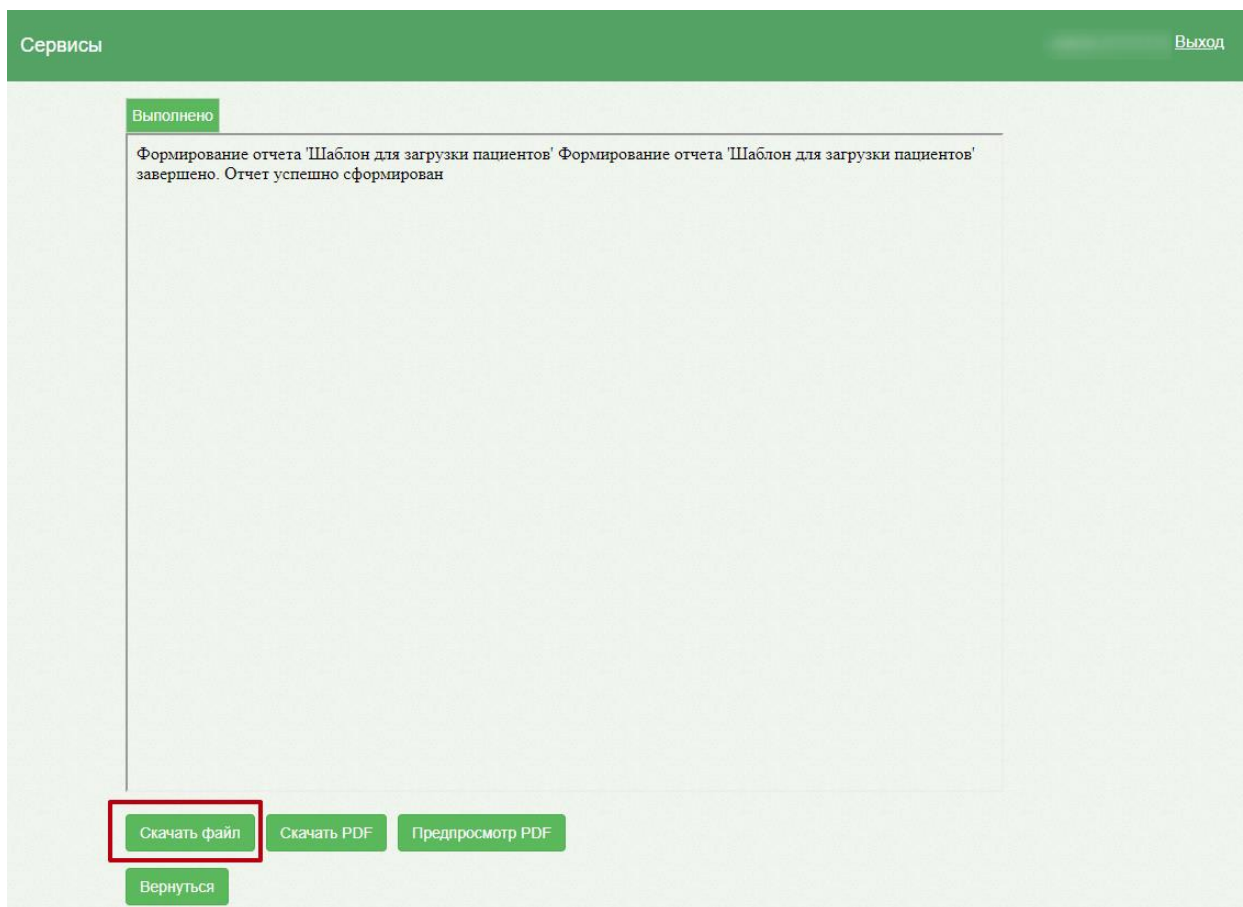 Сервисы
Выход
Выполнено
Формирование отчета 'Шаблон для загрузки пациентов' Формирование отчета 'Шаблон для загрузки пациентов'
завершено. Отчет успешно сформирован
Скачать файл
Скачать PDF
Предпросмотр PDF
Вернуться